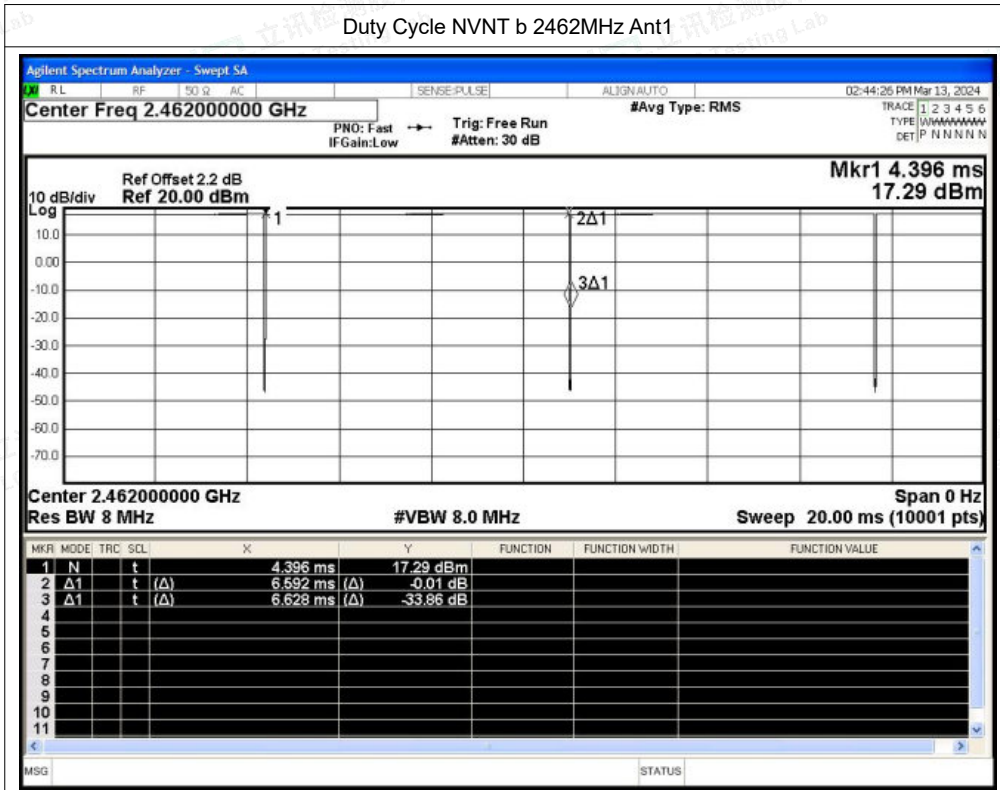 Duty Cycle NVNT b 2462MHz Ant1
Agilent Spectrum Analyzer - Swept SA
RL RF 50 Ω AC SENSE:PULSE ALIGN AUTO 02:44:26 PM Mar 13, 2024
Center Freq 2.462000000 GHz #Avg Type: RMS TRACE 1 2 3 4 5 6
PNO: Fast Trig: Free Run TYPE
IFGain:Low #Atten: 30 dB DET P N N N N N
Mkr1 4.396 ms
Ref Offset 2.2 dB
10 dB/div Ref 20.00 dBm 17.29 dBm
Log
1 2Δ1
10.0
0.00
3Δ1
-10.0
-20.0
-30.0
-40.0
-50.0
-60.0
-70.0
Center 2.462000000 GHz Span 0 Hz
Res BW 8 MHz #VBW 8.0 MHz Sweep 20.00 ms (10001 pts)
MKR MODE TRC SCL X Y FUNCTION FUNCTION WIDTH FUNCTION VALUE
1 N t 4.396 ms 17.29 dBm
2 Δ1 t (Δ) 6.592 ms (Δ) -0.01 dB
3 Δ1 t (Δ) 6.628 ms (Δ) -33.86 dB
4
5
6
7
8
9
10
11
MSG STATUS